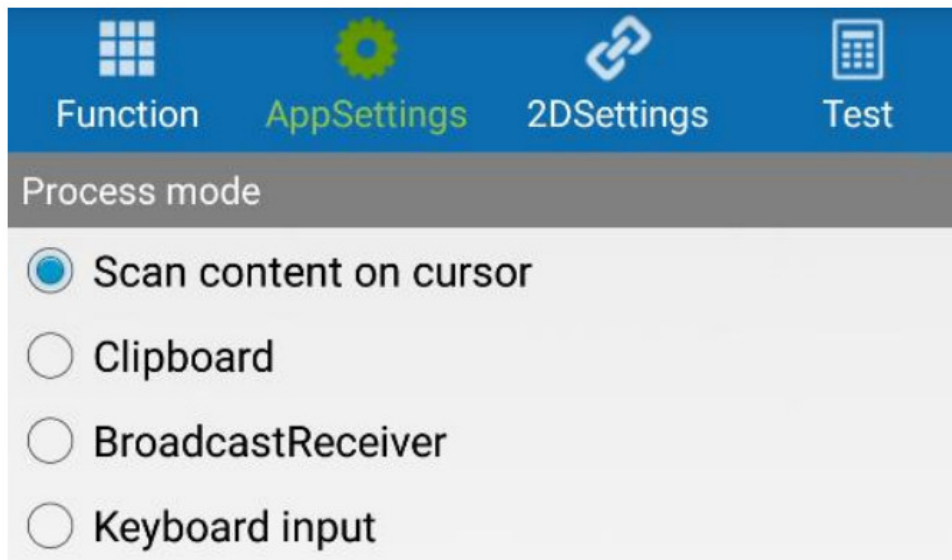 Function AppSettings 2DSettings Test
Process mode
Scan content on cursor
Clipboard
BroadcastReceiver
Keyboard input